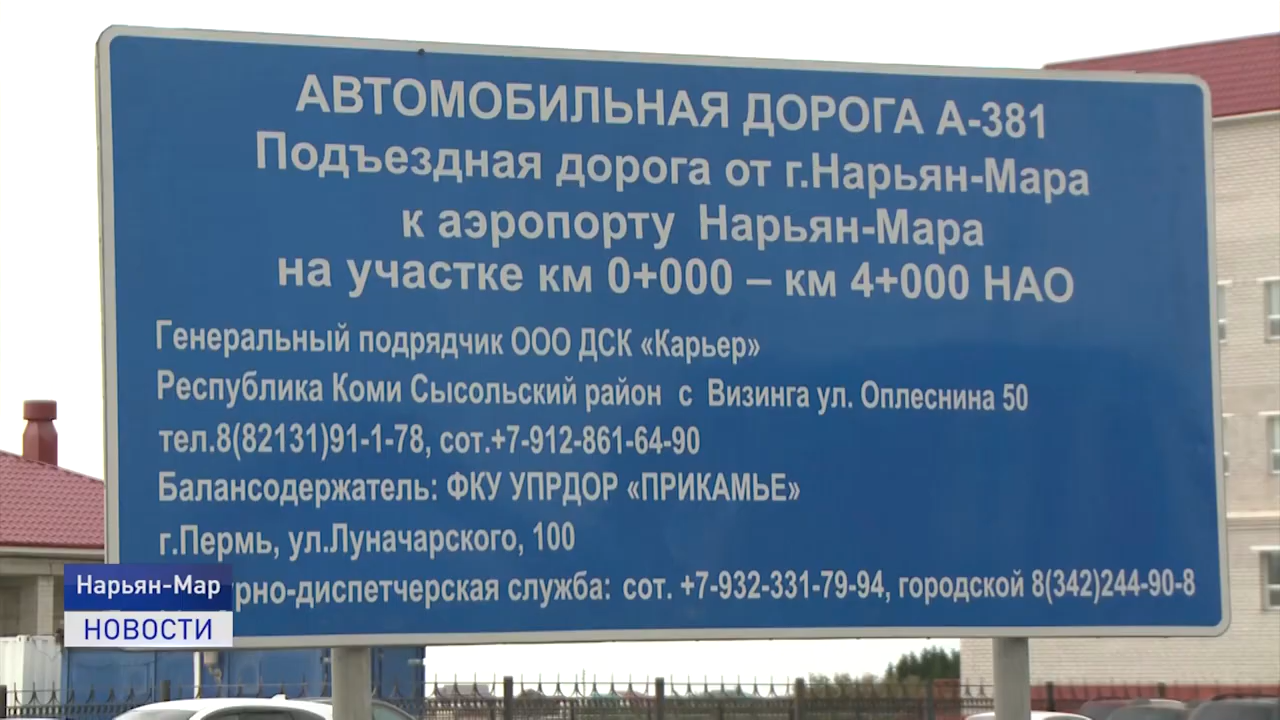 АВТОМОБИЛЬНАЯ ДОРОГА А-381
Подъездная дорога от г.Нарьян-Мара
к аэропорту Нарьян-Мара
на участке км 0+000 – км 4+000 НАО
Генеральный подрядчик ООО ДСК «Карьер»
Республика Коми Сысольский район с Визинга ул. Оплеснина 50
тел.8(82131)91-1-78, сот.+7-912-861-64-90
Балансодержатель: ФКУ УПРДОР «ПРИКАМЬЕ»
г.Пермь, ул.Луначарского, 100
рно-диспетчерская служба: сот. +7-932-331-79-94, городской 8(342)244-90-8
Нарьян-Мар
НОВОСТИ